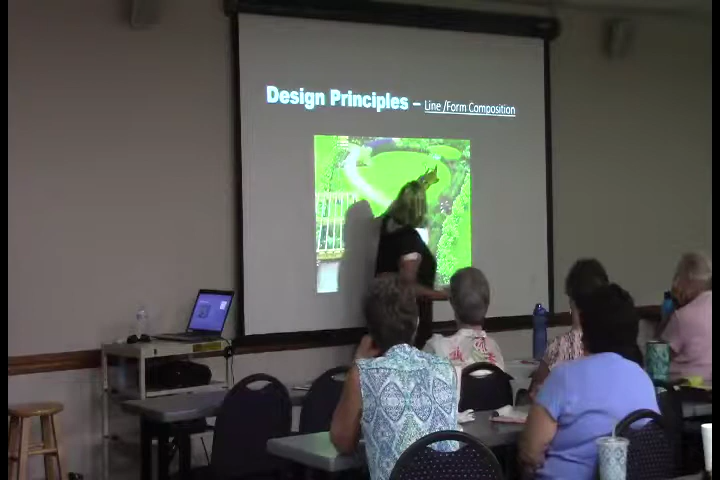 Design Principles – Line /Form Composition